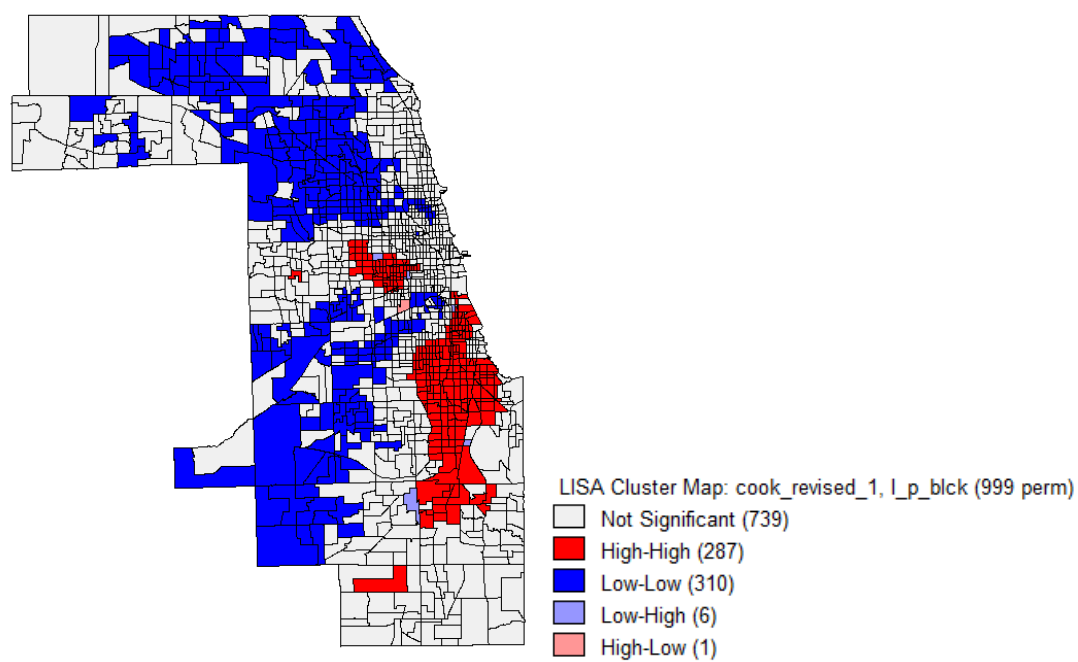 LISA Cluster Map: cook_revised_1, I_p_blck (999 perm)
Not Significant (739)
High-High (287)
Low-Low (310)
Low-High (6)
High-Low (1)